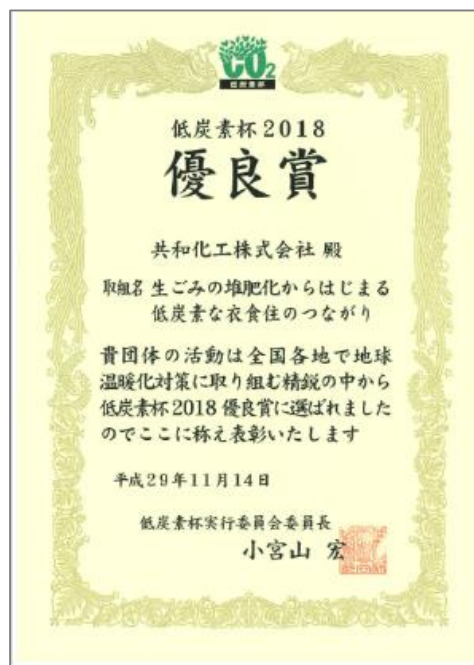 CO2
低炭素杯
低炭素杯2018
優良賞
共和化工株式会社 殿
取組名 生ごみの堆肥化からはじまる
低炭素な衣食住のつながり
貴団体の活動は全国各地で地球
温暖化対策に取り組む精鋭の中から
低炭素杯2018優良賞に選ばれました
のでここに称え表彰いたします
平成29年11月14日
低炭素杯実行委員会委員長
小宮山 宏